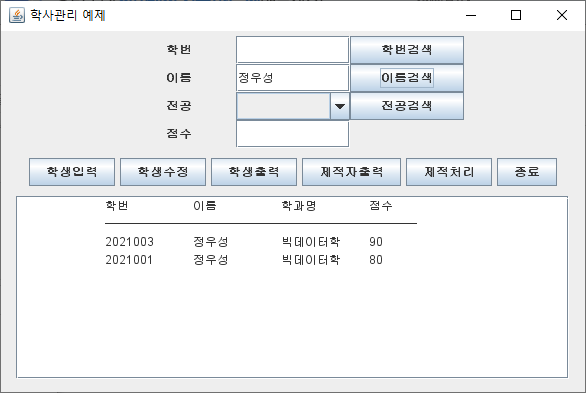 학사관리 예제
학번 학번검색
이름 정우성 이름검색
전공 전공검색
점수
학생입력 학생수정 학생출력 제적자출력 제적처리 종료
학번 이름 학과명 점수
2021003 정우성 빅데이터학 90
2021001 정우성 빅데이터학 80